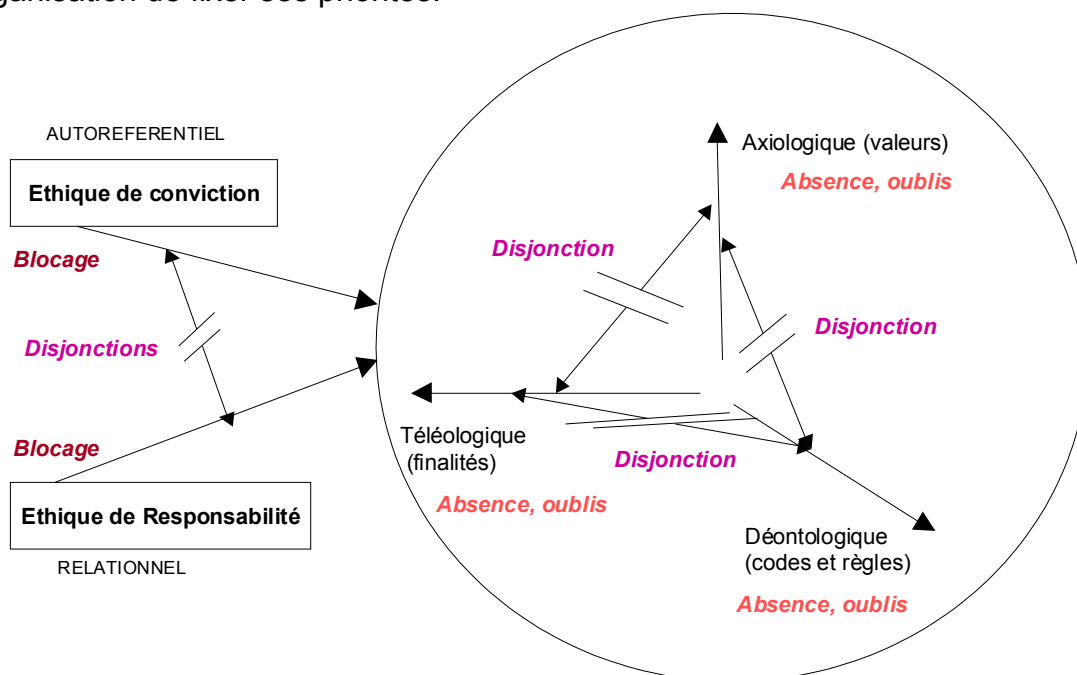 AUTOREFERENTIEL
Ethique de conviction
Blocage
Disjonctions
Blocage
Ethique de Responsabilité
RELATIONNEL
Axiologique (valeurs)
Absence, oublis
Disjonction
Disjonction
Téléologique
(finalités)
Disjonction
Absence, oublis
Déontologique
(codes et règles)
Absence, oublis